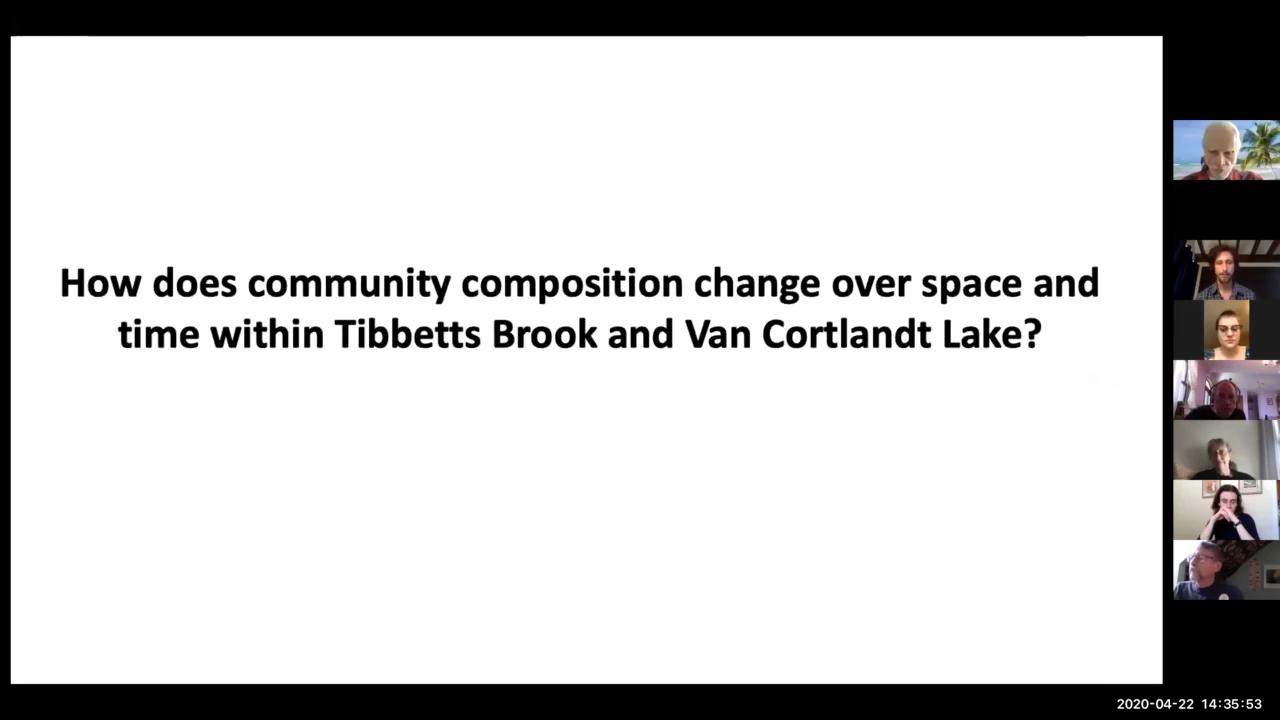 How does community composition change over space and
time within Tibbetts Brook and Van Cortlandt Lake?
2020-04-22 14:35:53